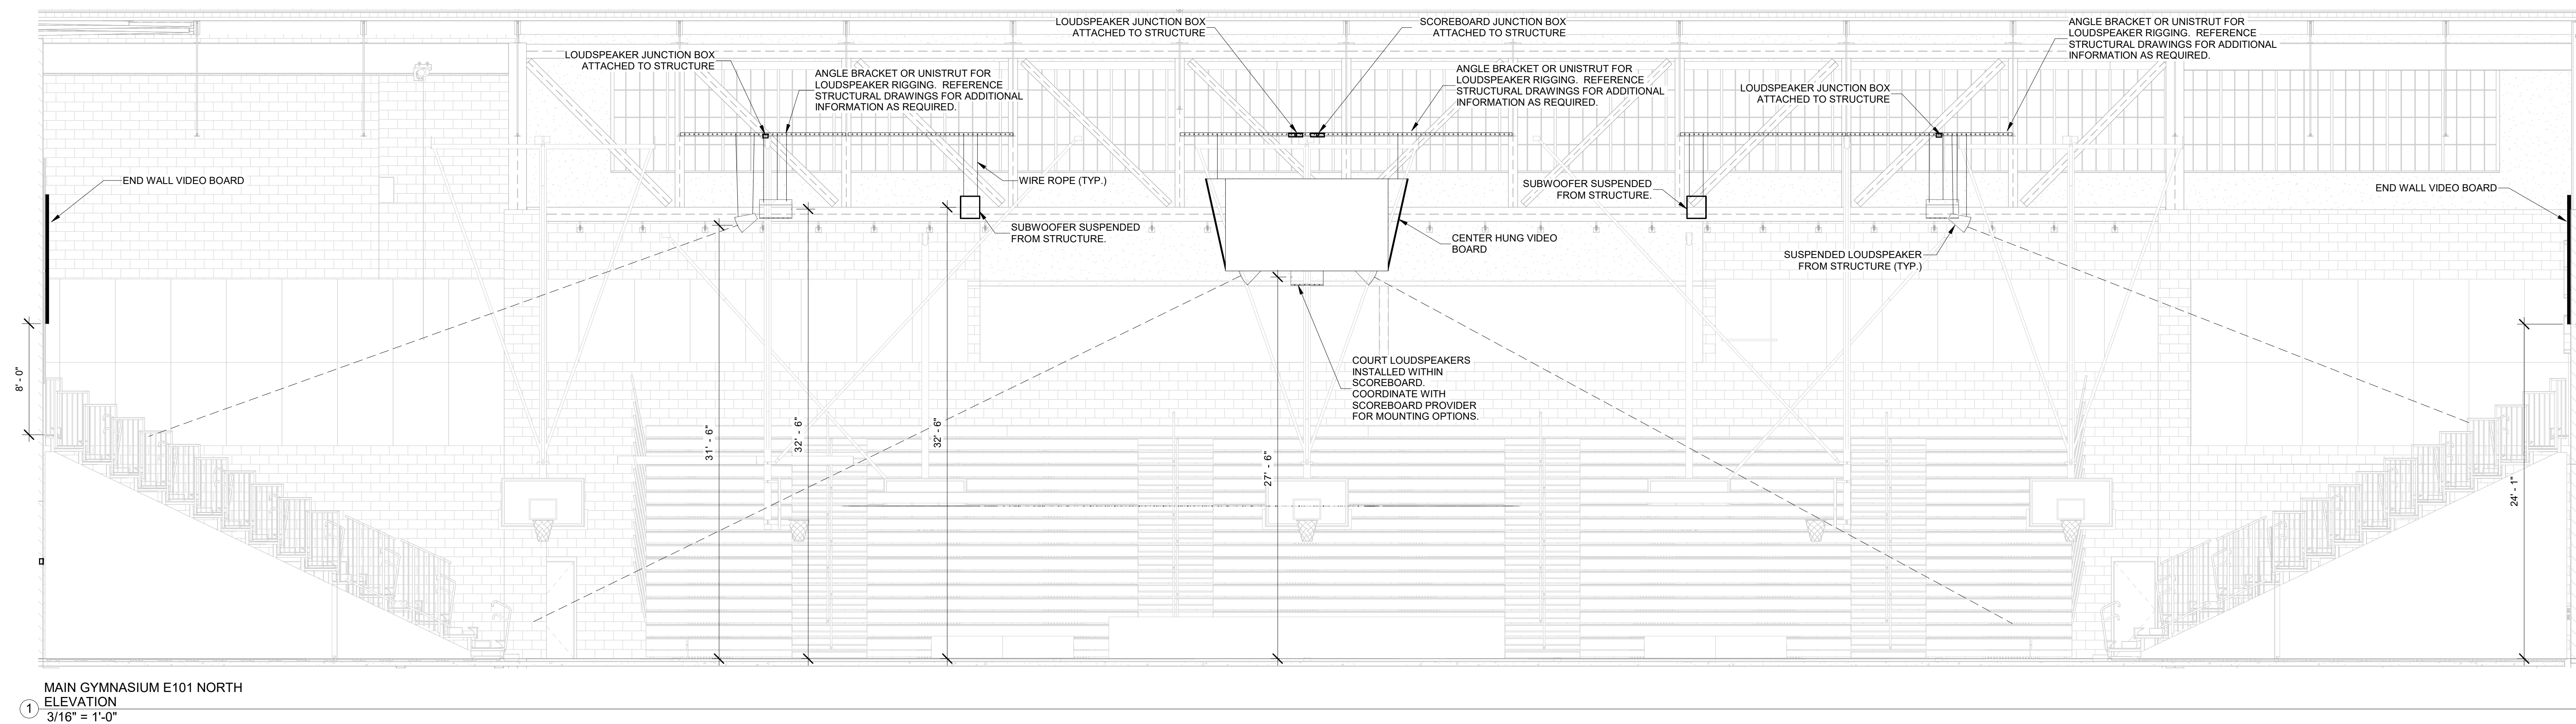 LOUDSPEAKER JUNCTION BOX
ATTACHED TO STRUCTURE
SCOREBOARD JUNCTION BOX
ATTACHED TO STRUCTURE
ANGLE BRACKET OR UNISTRUT FOR
LOUDSPEAKER RIGGING. REFERENCE
STRUCTURAL DRAWINGS FOR ADDITIONAL
INFORMATION AS REQUIRED.
LOUDSPEAKER JUNCTION BOX
ATTACHED TO STRUCTURE
ANGLE BRACKET OR UNISTRUT FOR
LOUDSPEAKER RIGGING. REFERENCE
STRUCTURAL DRAWINGS FOR ADDITIONAL
INFORMATION AS REQUIRED.
ANGLE BRACKET OR UNISTRUT FOR
LOUDSPEAKER RIGGING. REFERENCE
STRUCTURAL DRAWINGS FOR ADDITIONAL
INFORMATION AS REQUIRED.
LOUDSPEAKER JUNCTION BOX
ATTACHED TO STRUCTURE
END WALL VIDEO BOARD
WIRE ROPE (TYP.)
SUBWOOFER SUSPENDED
FROM STRUCTURE.
END WALL VIDEO BOARD
SUBWOOFER SUSPENDED
FROM STRUCTURE.
CENTER HUNG VIDEO
BOARD
SUSPENDED LOUDSPEAKER
FROM STRUCTURE (TYP.)
COURT LOUDSPEAKERS
INSTALLED WITHIN
SCOREBOARD.
COORDINATE WITH
SCOREBOARD PROVIDER
FOR MOUNTING OPTIONS.
8' - 0"
31' - 6"
32' - 6"
32' - 6"
27' - 6"
24' - 1"
1
MAIN GYMNASIUM E101 NORTH
ELEVATION
3/16" = 1'-0"